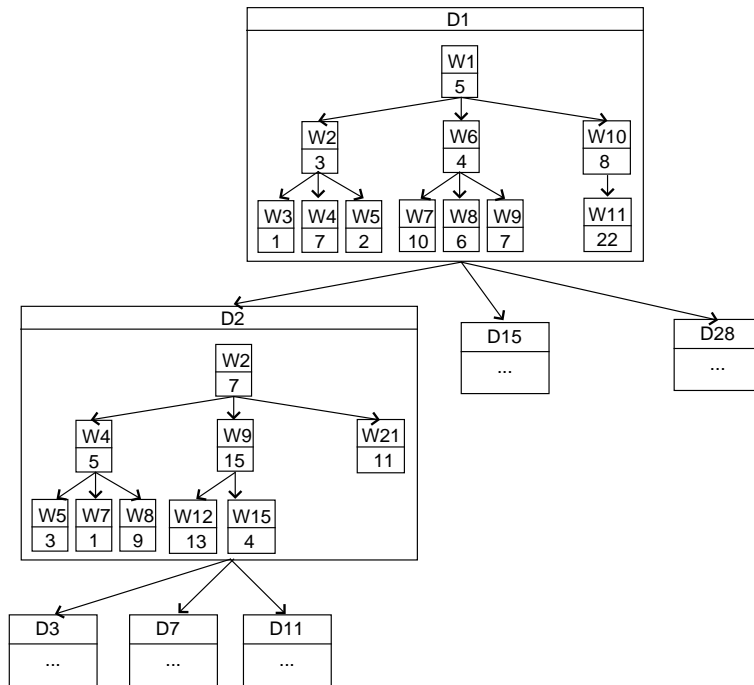 D1
W1
5
W2 W6 W10
3 4 8
W3 W4 W5 W7 W8 W9 W11
1 7 2 10 6 7 22
D2 D15 D28
... ...
W2
7
W4 W9 W21
5 15 11
W5 W7 W8 W12 W15
3 1 9 13 4
D3 D7 D11
... ... ...